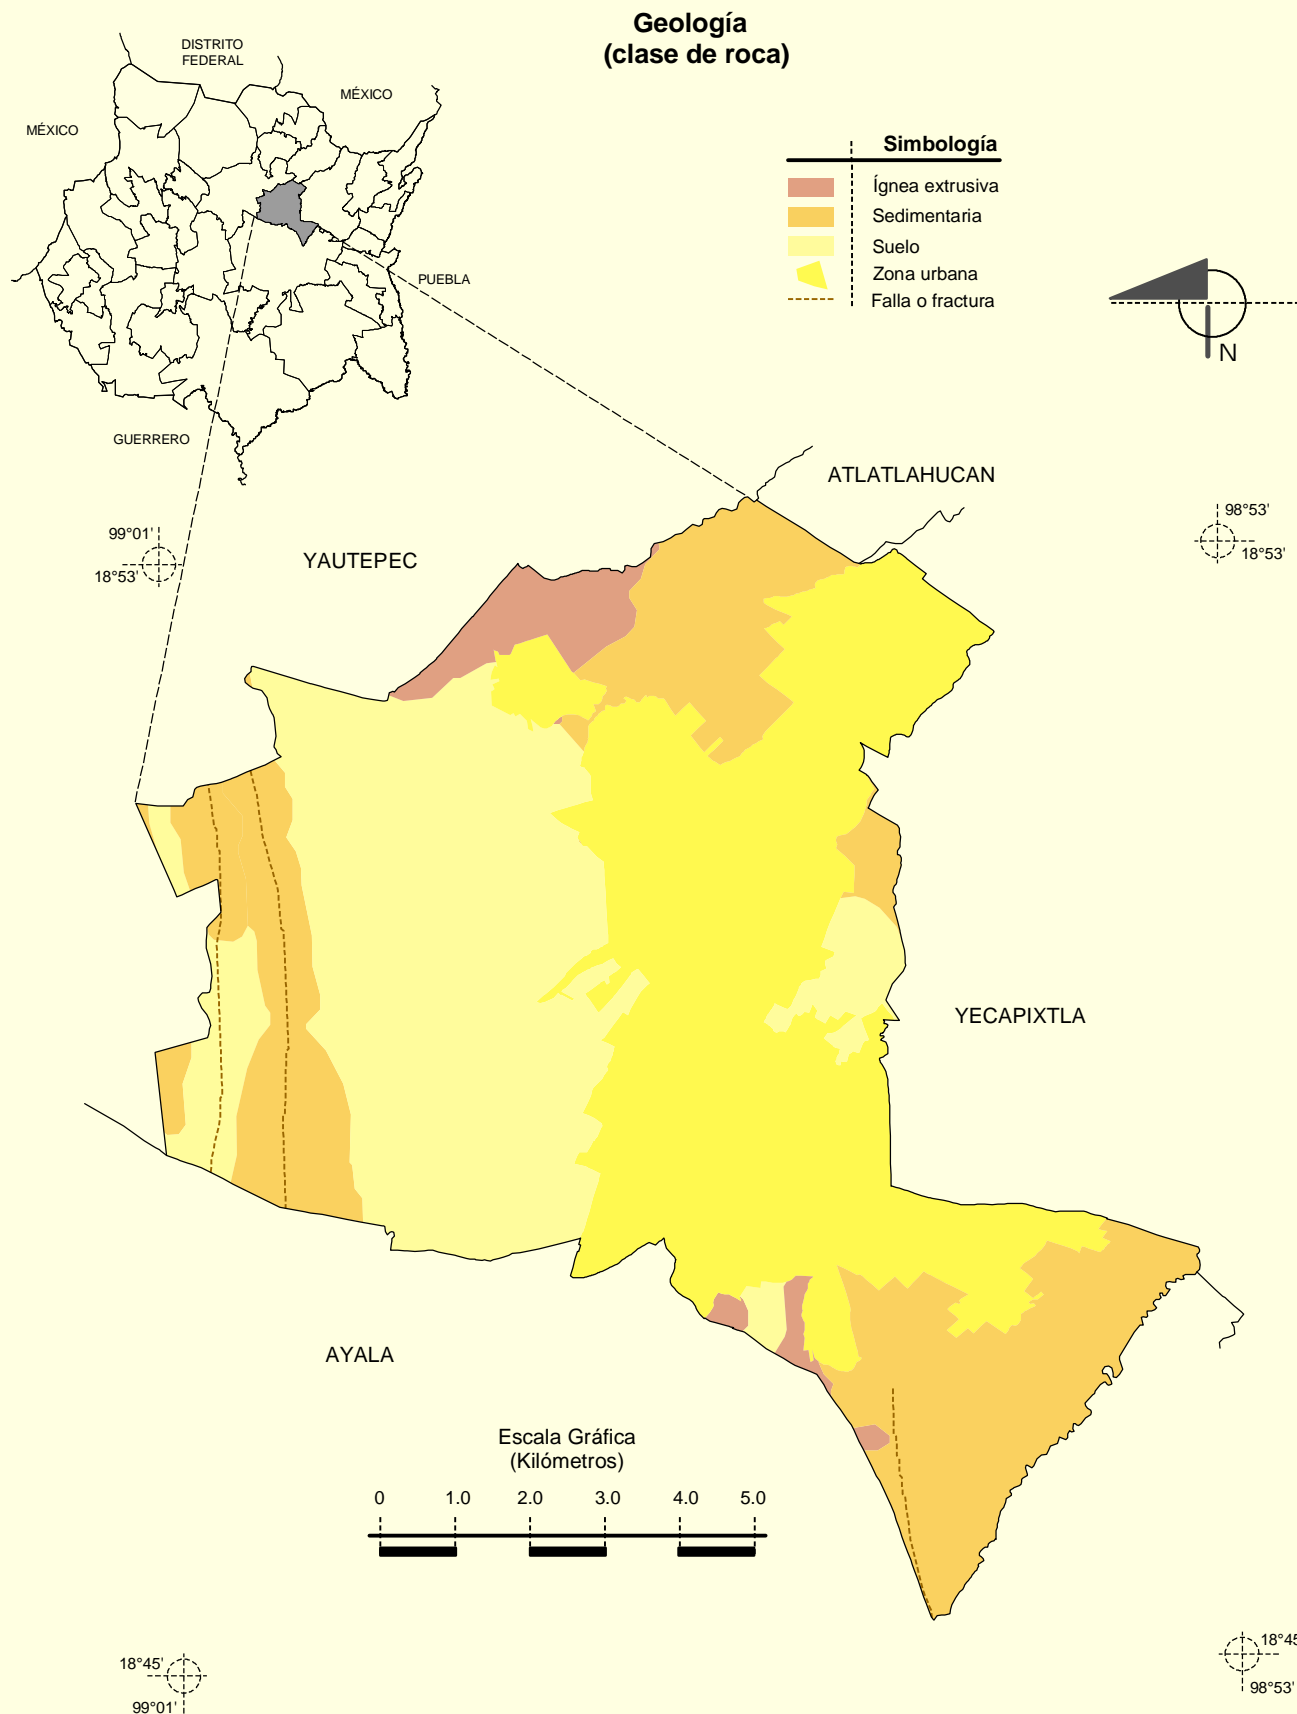 Geología
(clase de roca)
DISTRITO
FEDERAL
MÉXICO
MÉXICO
PUEBLA
GUERRERO
Simbología
Ígnea extrusiva
Sedimentaria
Suelo
Zona urbana
Falla o fractura
N
ATLATLAHUCAN
YAUTEPEC
99°01'
18°53'
98°53'
18°53'
YECAPIXTLA
AYALA
Escala Gráfica
(Kilómetros)
0 1.0 2.0 3.0 4.0 5.0
18°45'
99°01'
18°45
98°53'